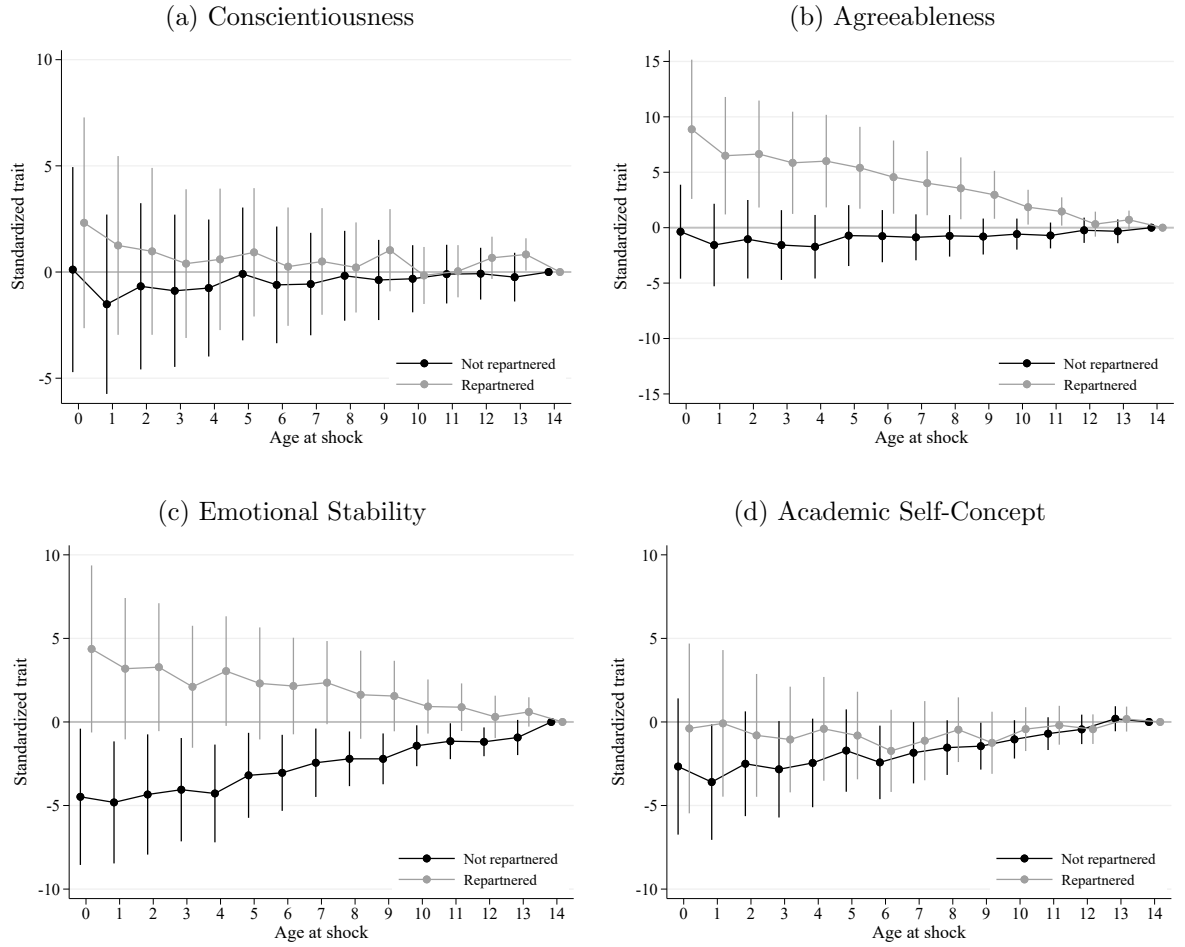 (a) Conscientiousness
10
5
0
-5
Standardized trait
Not repartnered
Repartnered
0 1 2 3 4 5 6 7 8 9 10 11 12 13 14
Age at shock
(b) Agreeableness
15
10
5
0
-5
-10
-15
Standardized trait
Not repartnered
Repartnered
0 1 2 3 4 5 6 7 8 9 10 11 12 13 14
Age at shock
(c) Emotional Stability
10
5
0
-5
-10
Standardized trait
Not repartnered
Repartnered
0 1 2 3 4 5 6 7 8 9 10 11 12 13 14
Age at shock
(d) Academic Self-Concept
10
5
0
-5
-10
Standardized trait
Not repartnered
Repartnered
0 1 2 3 4 5 6 7 8 9 10 11 12 13 14
Age at shock